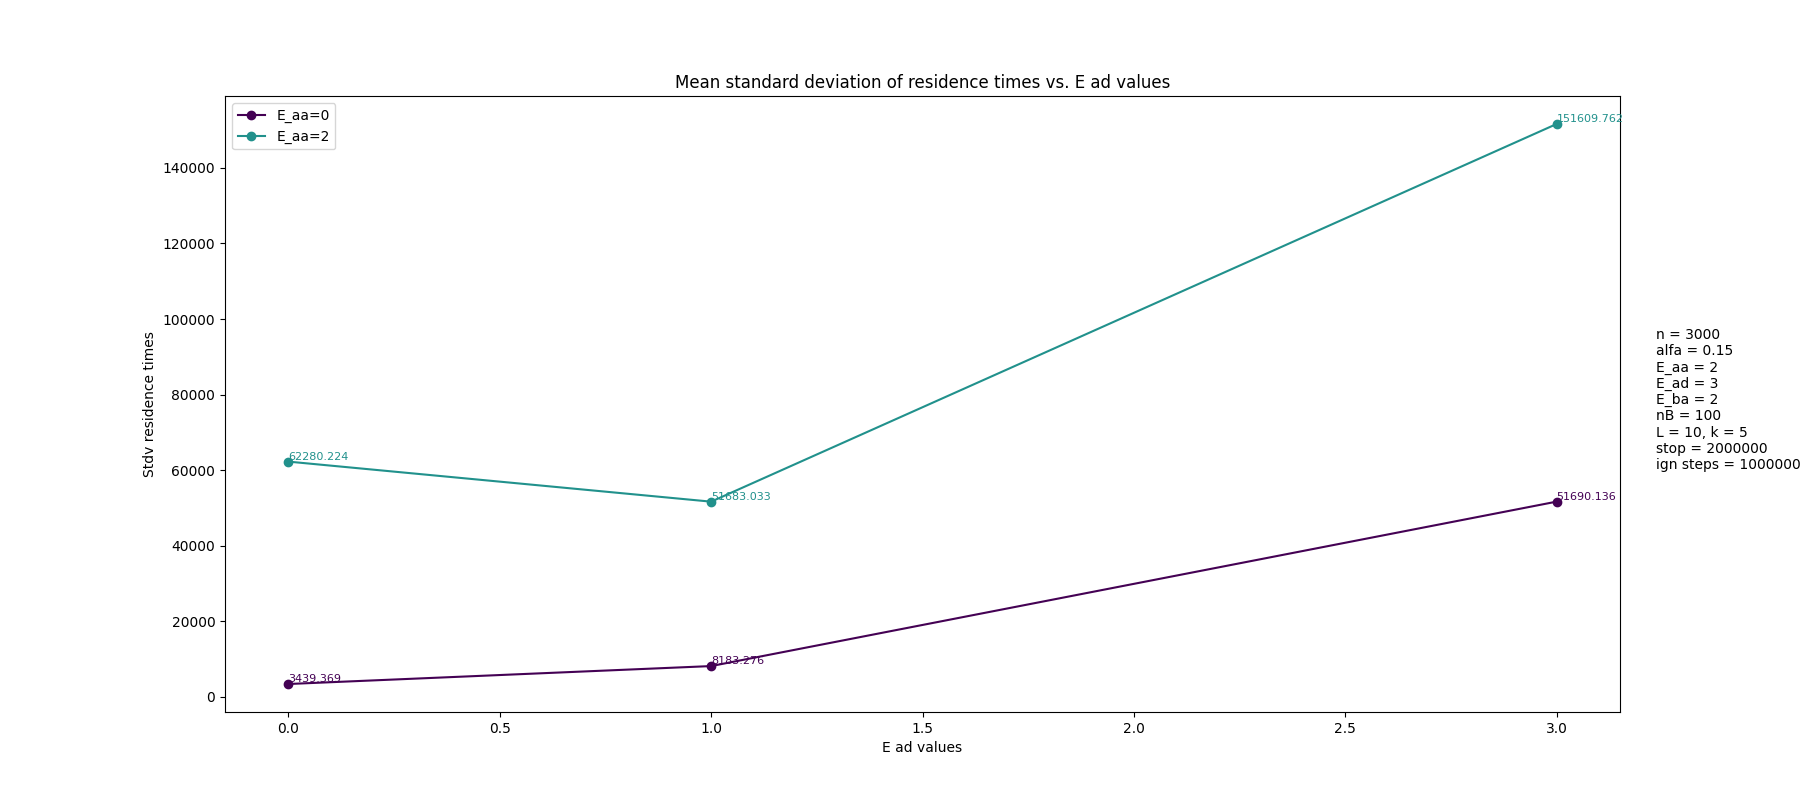 Mean standard deviation of residence times vs. E ad values
E_aa=0
E_aa=2
151609.762
62280.224
51683.033
51690.136
8183.276
3439.369
140000
120000
100000
80000
60000
40000
20000
0
Stdv residence times
0.0 0.5 1.0 1.5 2.0 2.5 3.0
E ad values
n = 3000
alfa = 0.15
E_aa = 2
E_ad = 3
E_ba = 2
nB = 100
L = 10, k = 5
stop = 2000000
ign steps = 1000000